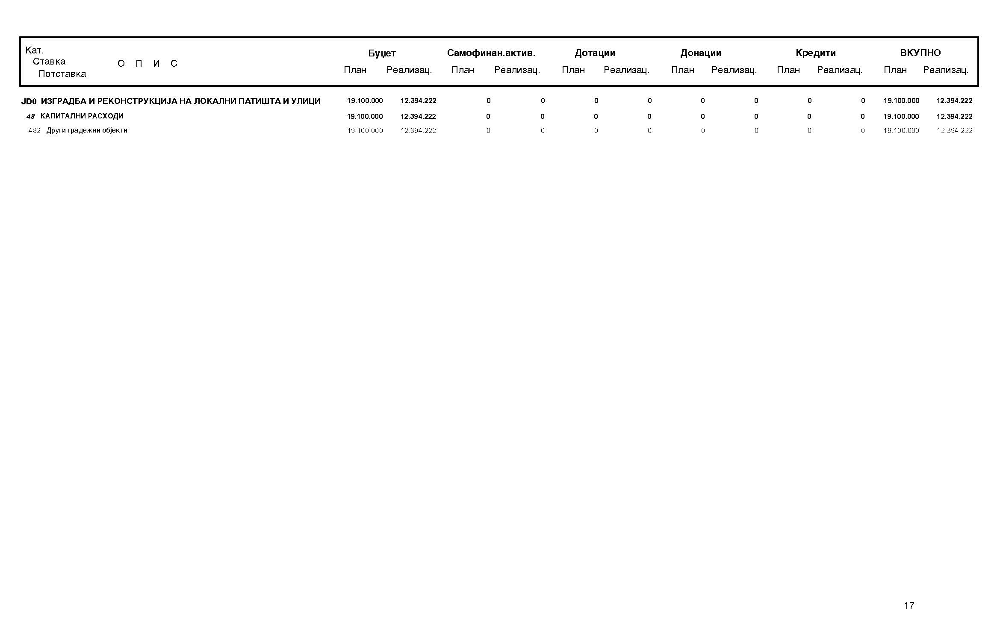 Кат.
Ставка
Потставка
О П И С
Буџет Самофинан.актив. Дотации Донации Кредити ВКУПНО
План Реализац. План Реализац. План Реализац. План Реализац. План Реализац. План Реализац.
JD0 ИЗГРАДБА И РЕКОНСТРУКЦИЈА НА ЛОКАЛНИ ПАТИШТА И УЛИЦИ 19.100.000 12.394.222 0 0 0 0 0 0 0 0 19.100.000 12.394.222
48 КАПИТАЛНИ РАСХОДИ 19.100.000 12.394.222 0 0 0 0 0 0 0 0 19.100.000 12.394.222
482 Други градежни објекти 19.100.000 12.394.222 0 0 0 0 0 0 0 0 19.100.000 12.394.222
17